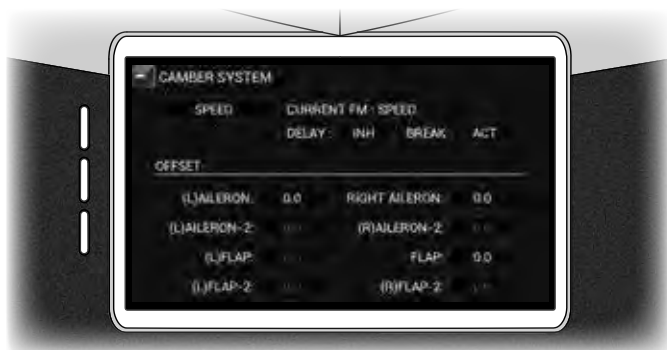 CAMBER SYSTEM
SPEED CURRENT FM - SPEED
DELAY : INH BREAK: ACT
OFFSET
(L)AILERON: 0.0 RIGHT AILERON: 0.0
(L)AILERON-2: (R)AILERON-2:
(L)FLAP: FLAP: 0.0
(L)FLAP-2: (R)FLAP-2: